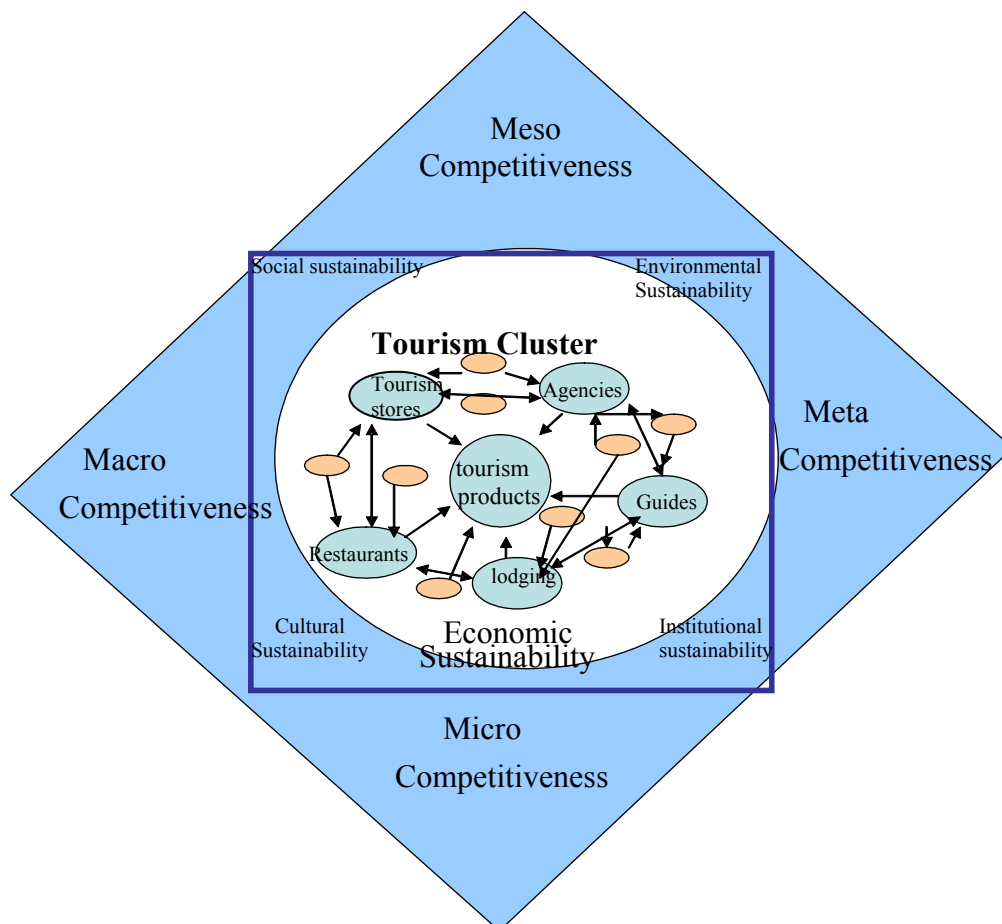 Meso
Competitiveness
Social sustainability
Environmental
Sustainability
Tourism Cluster
Tourism
stores
Agencies
Macro
Competitiveness
Meta
Competitiveness
tourism
products
Guides
Restaurants
lodging
Cultural
Sustainability
Economic
Sustainability
Institutional
sustainability
Micro
Competitiveness